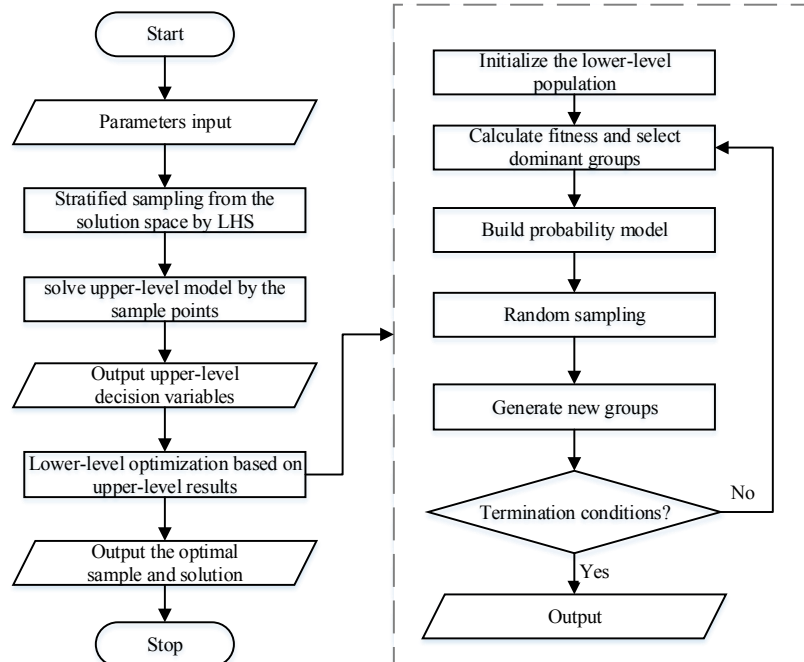 Start
Parameters input
Stratified sampling from the
solution space by LHS
solve upper-level model by the
sample points
Output upper-level
decision variables
Lower-level optimization based on
upper-level results
Output the optimal
sample and solution
Stop
Initialize the lower-level
population
Calculate fitness and select
dominant groups
Build probability model
Random sampling
Generate new groups
Termination conditions?
No
Yes
Output